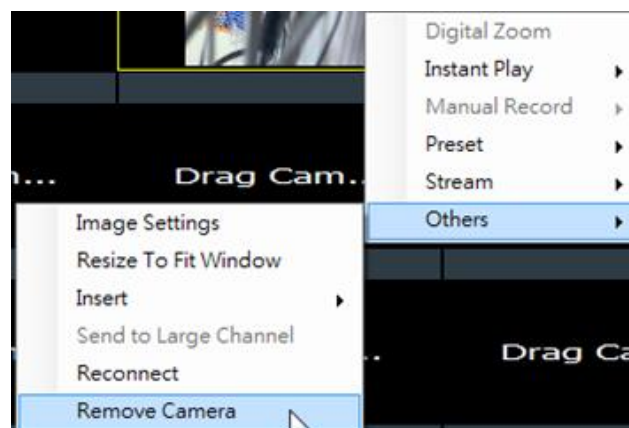 Digital Zoom
Instant Play
Manual Record
Preset
Stream
Others
...
Drag Cam..
Image Settings
Resize To Fit Window
Insert
Send to Large Channel
Reconnect
Remove Camera
..
Drag Ca